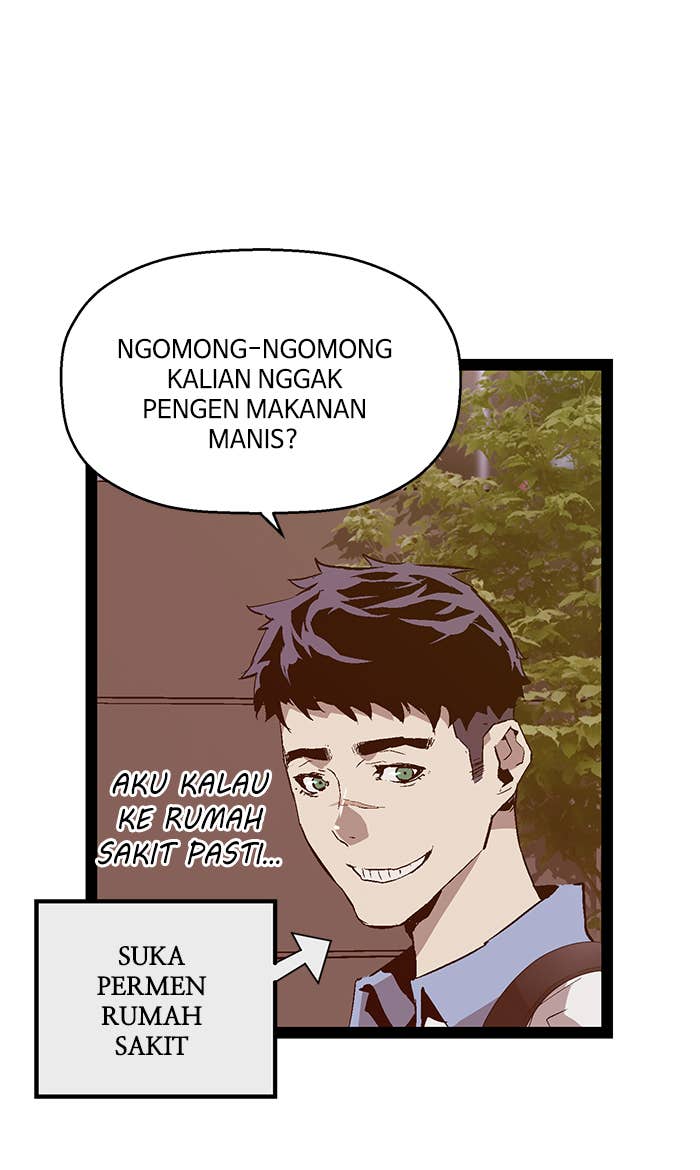 NGOMONG-NGOMONG
KALIAN NGGAK
PENGEN MAKANAN
MANIS?
AKU KALAU
KE RUMAH
SAKIT PASTI...
SUKA
PERMEN
RUMAH
SAKIT